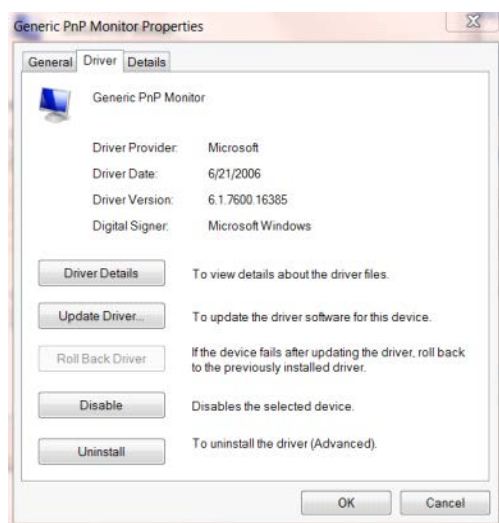 Generic PnP Monitor Properties
General Driver Details
Generic PnP Monitor
Driver Provider: Microsoft
Driver Date: 6/21/2006
Driver Version: 6.1.7600.16385
Digital Signer: Microsoft Windows
Driver Details To view details about the driver files.
Update Driver... To update the driver software for this device.
Roll Back Driver If the device fails after updating the driver, roll back
to the previously installed driver.
Disable Disables the selected device.
Uninstall To uninstall the driver (Advanced).
OK Cancel